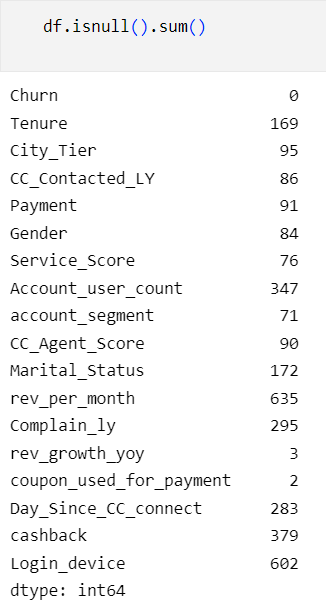 df.isnull().sum()
Churn 0
Tenure 169
City_Tier 95
CC_Contacted_LY 86
Payment 91
Gender 84
Service_Score 76
Account_user_count 347
account_segment 71
CC_Agent_Score 90
Marital_Status 172
rev_per_month 635
Complain_ly 295
rev_growth_yoy 3
coupon_used_for_payment 2
Day_Since_CC_connect 283
cashback 379
Login_device 602
dtype: int64